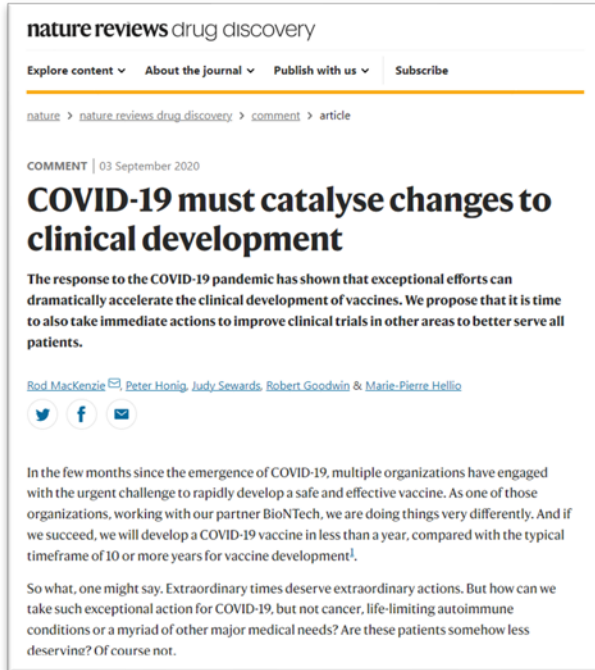 nature reviews drug discovery
Explore content About the journal Publish with us Subscribe
nature > nature reviews drug discovery > comment > article
COMMENT | 03 September 2020
COVID-19 must catalyse changes to
clinical development
The response to the COVID-19 pandemic has shown that exceptional efforts can
dramatically accelerate the clinical development of vaccines. We propose that it is time
to also take immediate actions to improve clinical trials in other areas to better serve all
patients.
Rod MacKenzie, Peter Honig, Judy Sewards, Robert Goodwin & Marie-Pierre Hellio
In the few months since the emergence of COVID-19, multiple organizations have engaged
with the urgent challenge to rapidly develop a safe and effective vaccine. As one of those
organizations, working with our partner BioNTech, we are doing things very differently. And if
we succeed, we will develop a COVID-19 vaccine in less than a year, compared with the typical
timeframe of 10 or more years for vaccine development1.
So what, one might say. Extraordinary times deserve extraordinary actions. But how can we
take such exceptional action for COVID-19, but not cancer, life-limiting autoimmune
conditions or a myriad of other major medical needs? Are these patients somehow less
deserving? Of course not.